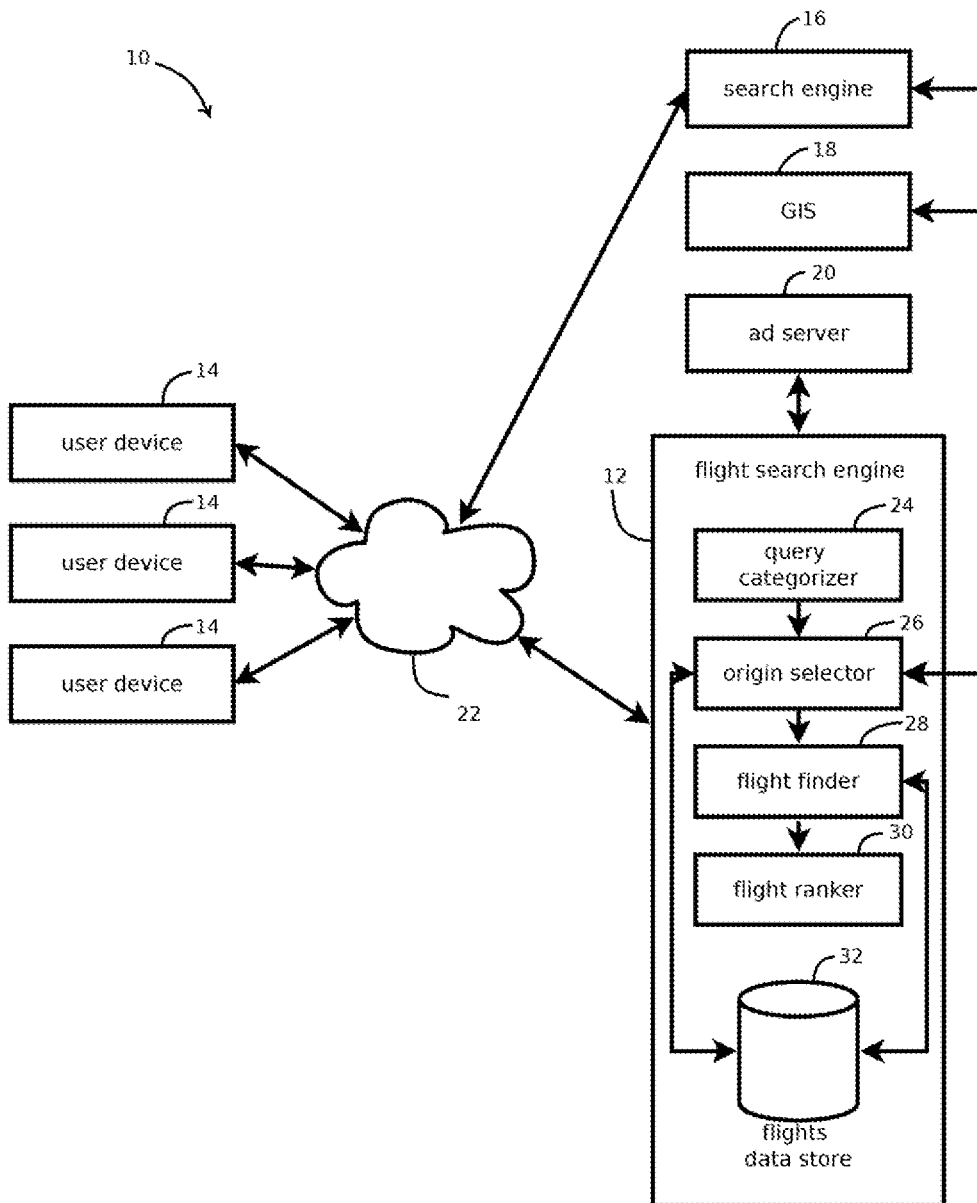 10
16
search engine
18
GIS
20
ad server
14
user device
14
user device
14
user device
22
12
flight search engine
24
query
categorizer
26
origin selector
28
flight finder
30
flight ranker
32
flights
data store